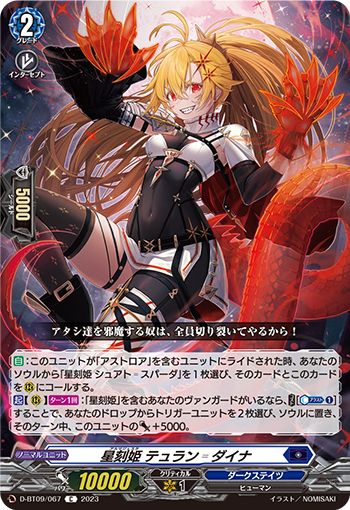 2
グレード
インターセプト
5000
シールド
アタシ達を邪魔する奴は、全員切り裂いてやるから！
自：このユニットが「アストロア」を含むユニットにライドされた時、あなたの
ソウルから「星刻姫 シュアト・スパーダ」を1枚選び、そのカードとこのカード
をⓇにコールする。
起【Ⓡ】【ターン1回】：「星刻姫」を含むあなたのヴァンガードがいるなら、【コスト】【
ブラスト1】することで、あなたのドロップからトリガーユニットを2枚選び、ソウルに置き、
そのターン中、このユニットの+5000。
ノーマルユニット
星刻姫 テュラン=ダイナ
パワー
10000
クリティカル
1
ダークステイツ
ヒューマン
D-BT09/067 C 2023
イラスト／NOMISAKI